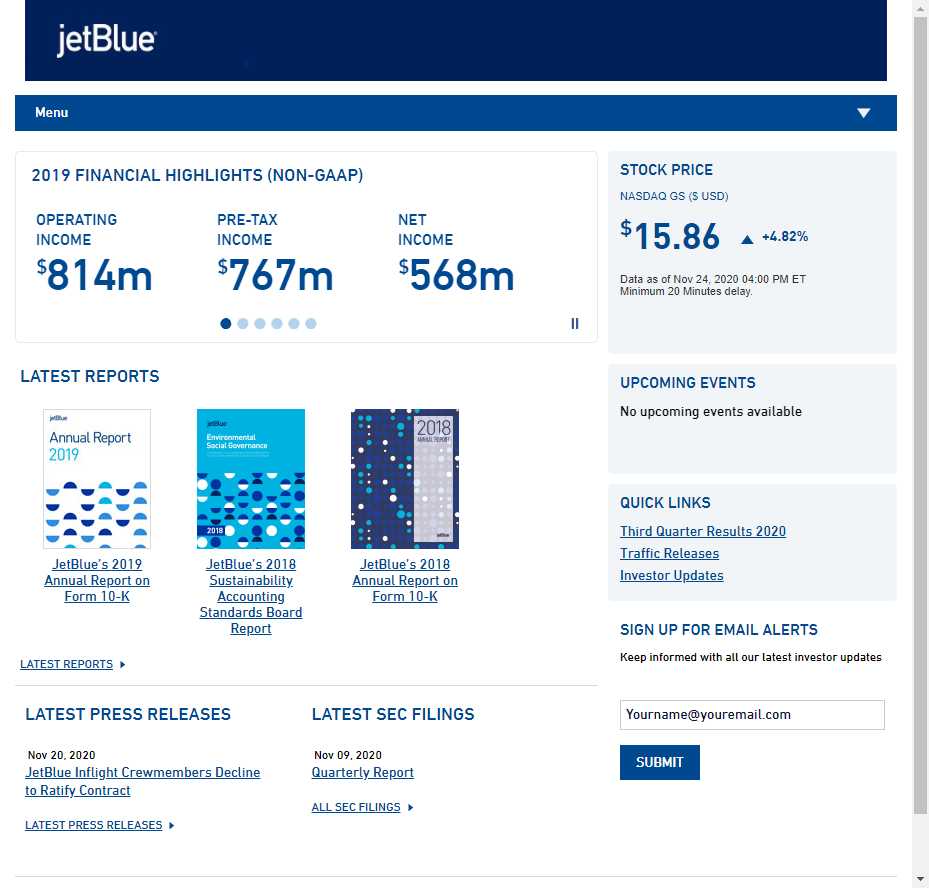 jetBlue
Menu
2019 FINANCIAL HIGHLIGHTS (NON-GAAP)
OPERATING
INCOME
$814m
PRE-TAX
INCOME
$767m
NET
INCOME
$568m
STOCK PRICE
NASDAQ GS ($ USD)
$15.86 ▲ +4.82%
Data as of Nov 24, 2020 04:00 PM ET
Minimum 20 Minutes delay.
LATEST REPORTS
jetBlue
Annual Report
2019
JetBlue's 2019
Annual Report on
Form 10-K
jetBlue
Environmental
Social Governance
2018
JetBlue's 2018
Sustainability
Accounting
Standards Board
Report
2018
ANNUAL REPORT
jetBlue
JetBlue's 2018
Annual Report on
Form 10-K
LATEST REPORTS
UPCOMING EVENTS
No upcoming events available
QUICK LINKS
Third Quarter Results 2020
Traffic Releases
Investor Updates
SIGN UP FOR EMAIL ALERTS
Keep informed with all our latest investor updates
Yourname@youremail.com
SUBMIT
LATEST PRESS RELEASES
Nov 20, 2020
JetBlue Inflight Crewmembers Decline
to Ratify Contract
LATEST PRESS RELEASES
LATEST SEC FILINGS
Nov 09, 2020
Quarterly Report
ALL SEC FILINGS